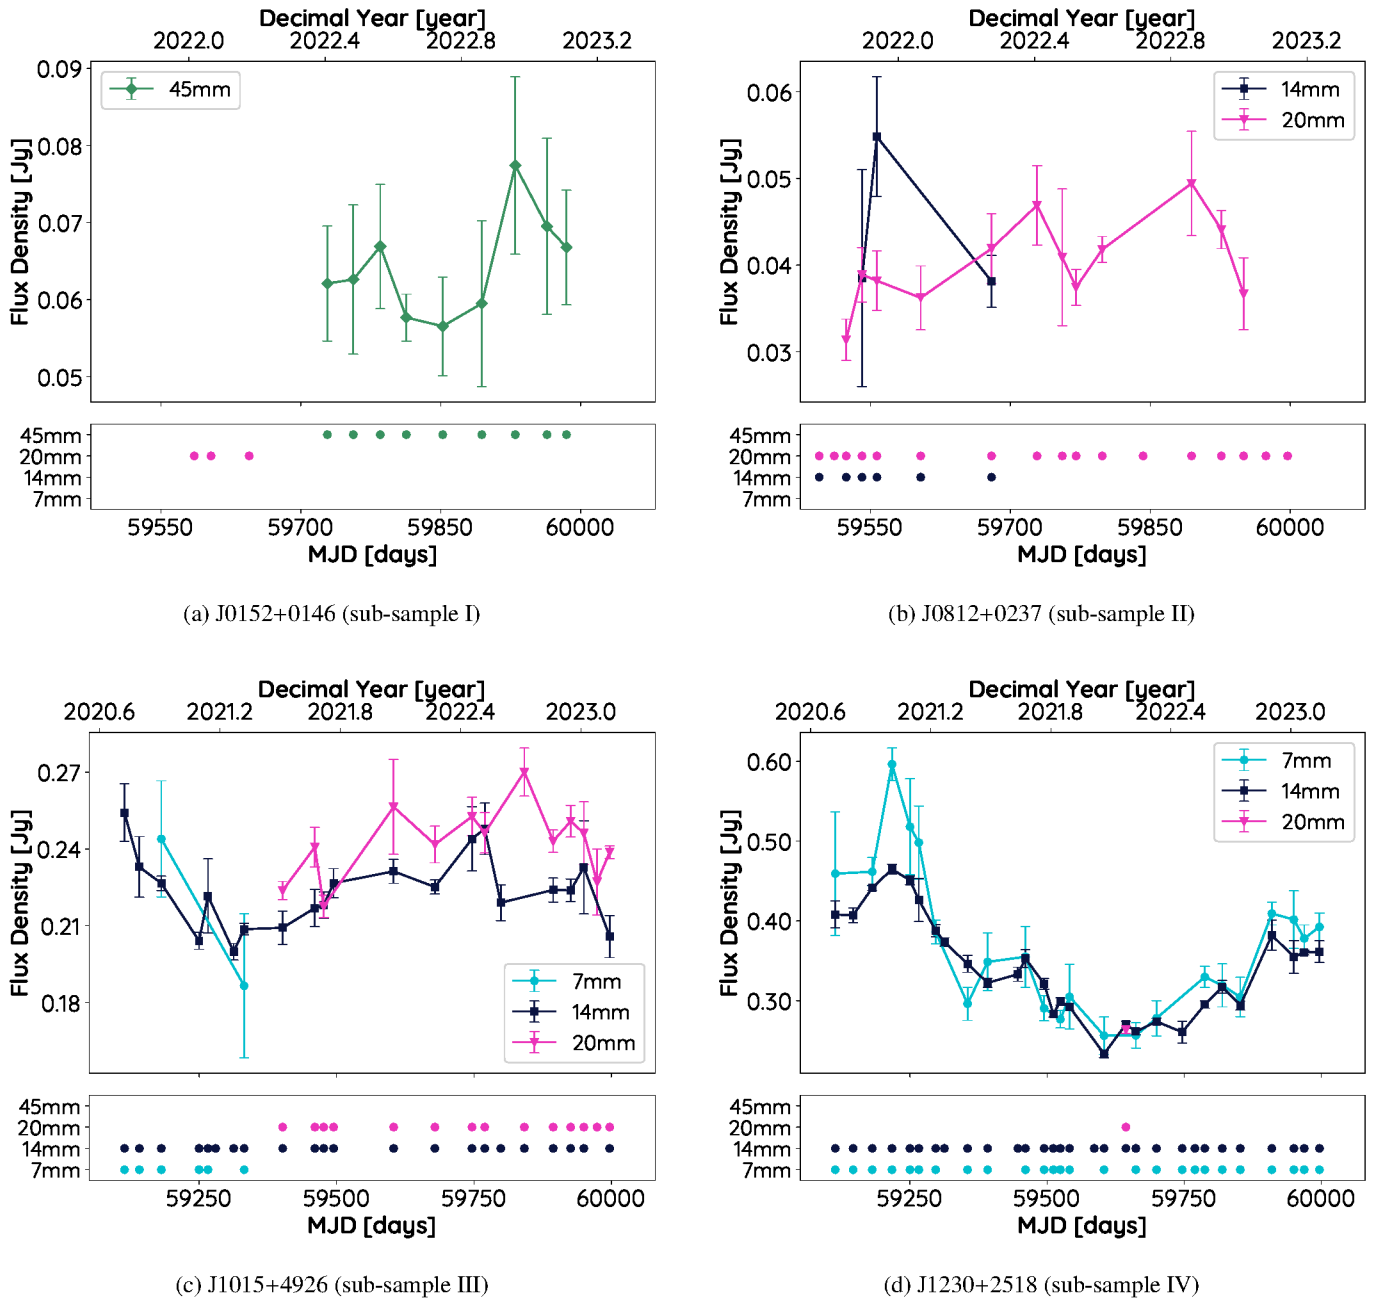 Decimal Year [year]
2022.0 2022.4 2022.8 2023.2
0.09
0.08
0.07
0.06
0.05
Flux Density [Jy]
45mm
45mm
20mm
14mm
7mm
59550 59700 59850 60000
MJD [days]
(a) J0152+0146 (sub-sample I)
Decimal Year [year]
2022.0 2022.4 2022.8 2023.2
0.06
0.05
0.04
0.03
Flux Density [Jy]
14mm
20mm
45mm
20mm
14mm
7mm
59550 59700 59850 60000
MJD [days]
(b) J0812+0237 (sub-sample II)
Decimal Year [year]
2020.6 2021.2 2021.8 2022.4 2023.0
0.27
0.24
0.21
0.18
Flux Density [Jy]
7mm
14mm
20mm
45mm
20mm
14mm
7mm
59250 59500 59750 60000
MJD [days]
(c) J1015+4926 (sub-sample III)
Decimal Year [year]
2020.6 2021.2 2021.8 2022.4 2023.0
0.60
0.50
0.40
0.30
Flux Density [Jy]
7mm
14mm
20mm
45mm
20mm
14mm
7mm
59250 59500 59750 60000
MJD [days]
(d) J1230+2518 (sub-sample IV)